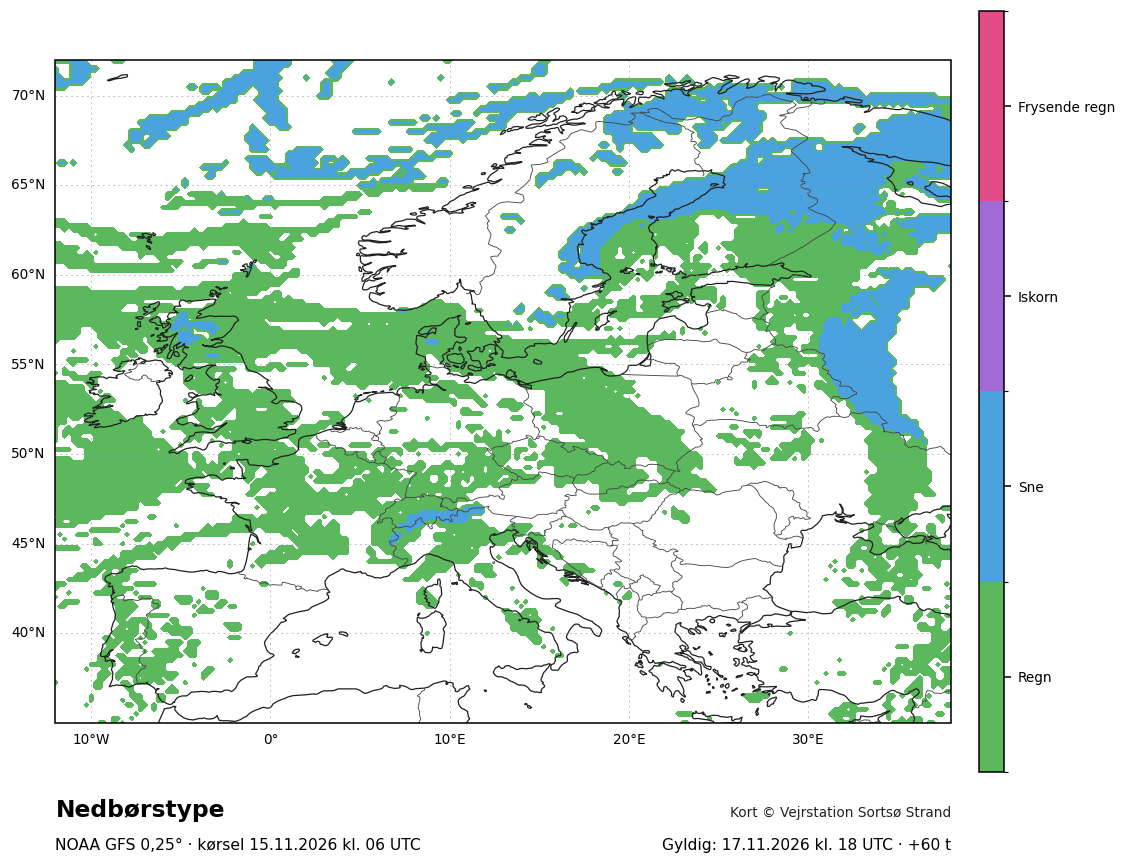 Frysende regn
Iskorn
Sne
Regn
70°N
65°N
60°N
55°N
50°N
45°N
40°N
10°W
0°
10°E
20°E
30°E
Nedbørstype
Kort © Vejrstation Sortsø Strand
NOAA GFS 0,25° · kørsel 15.11.2026 kl. 06 UTC
Gyldig: 17.11.2026 kl. 18 UTC · +60 t